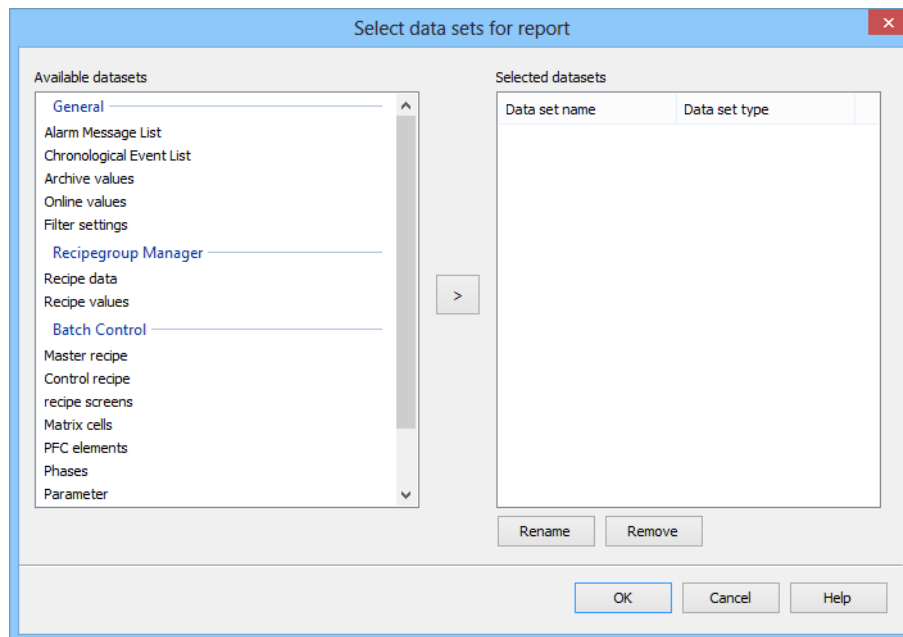 Select data sets for report
Available datasets
General
Alarm Message List
Chronological Event List
Archive values
Online values
Filter settings
Recipegroup Manager
Recipe data
Recipe values
Batch Control
Master recipe
Control recipe
recipe screens
Matrix cells
PFC elements
Phases
Parameter
>
Selected datasets
Data set name Data set type
Rename Remove
OK Cancel Help